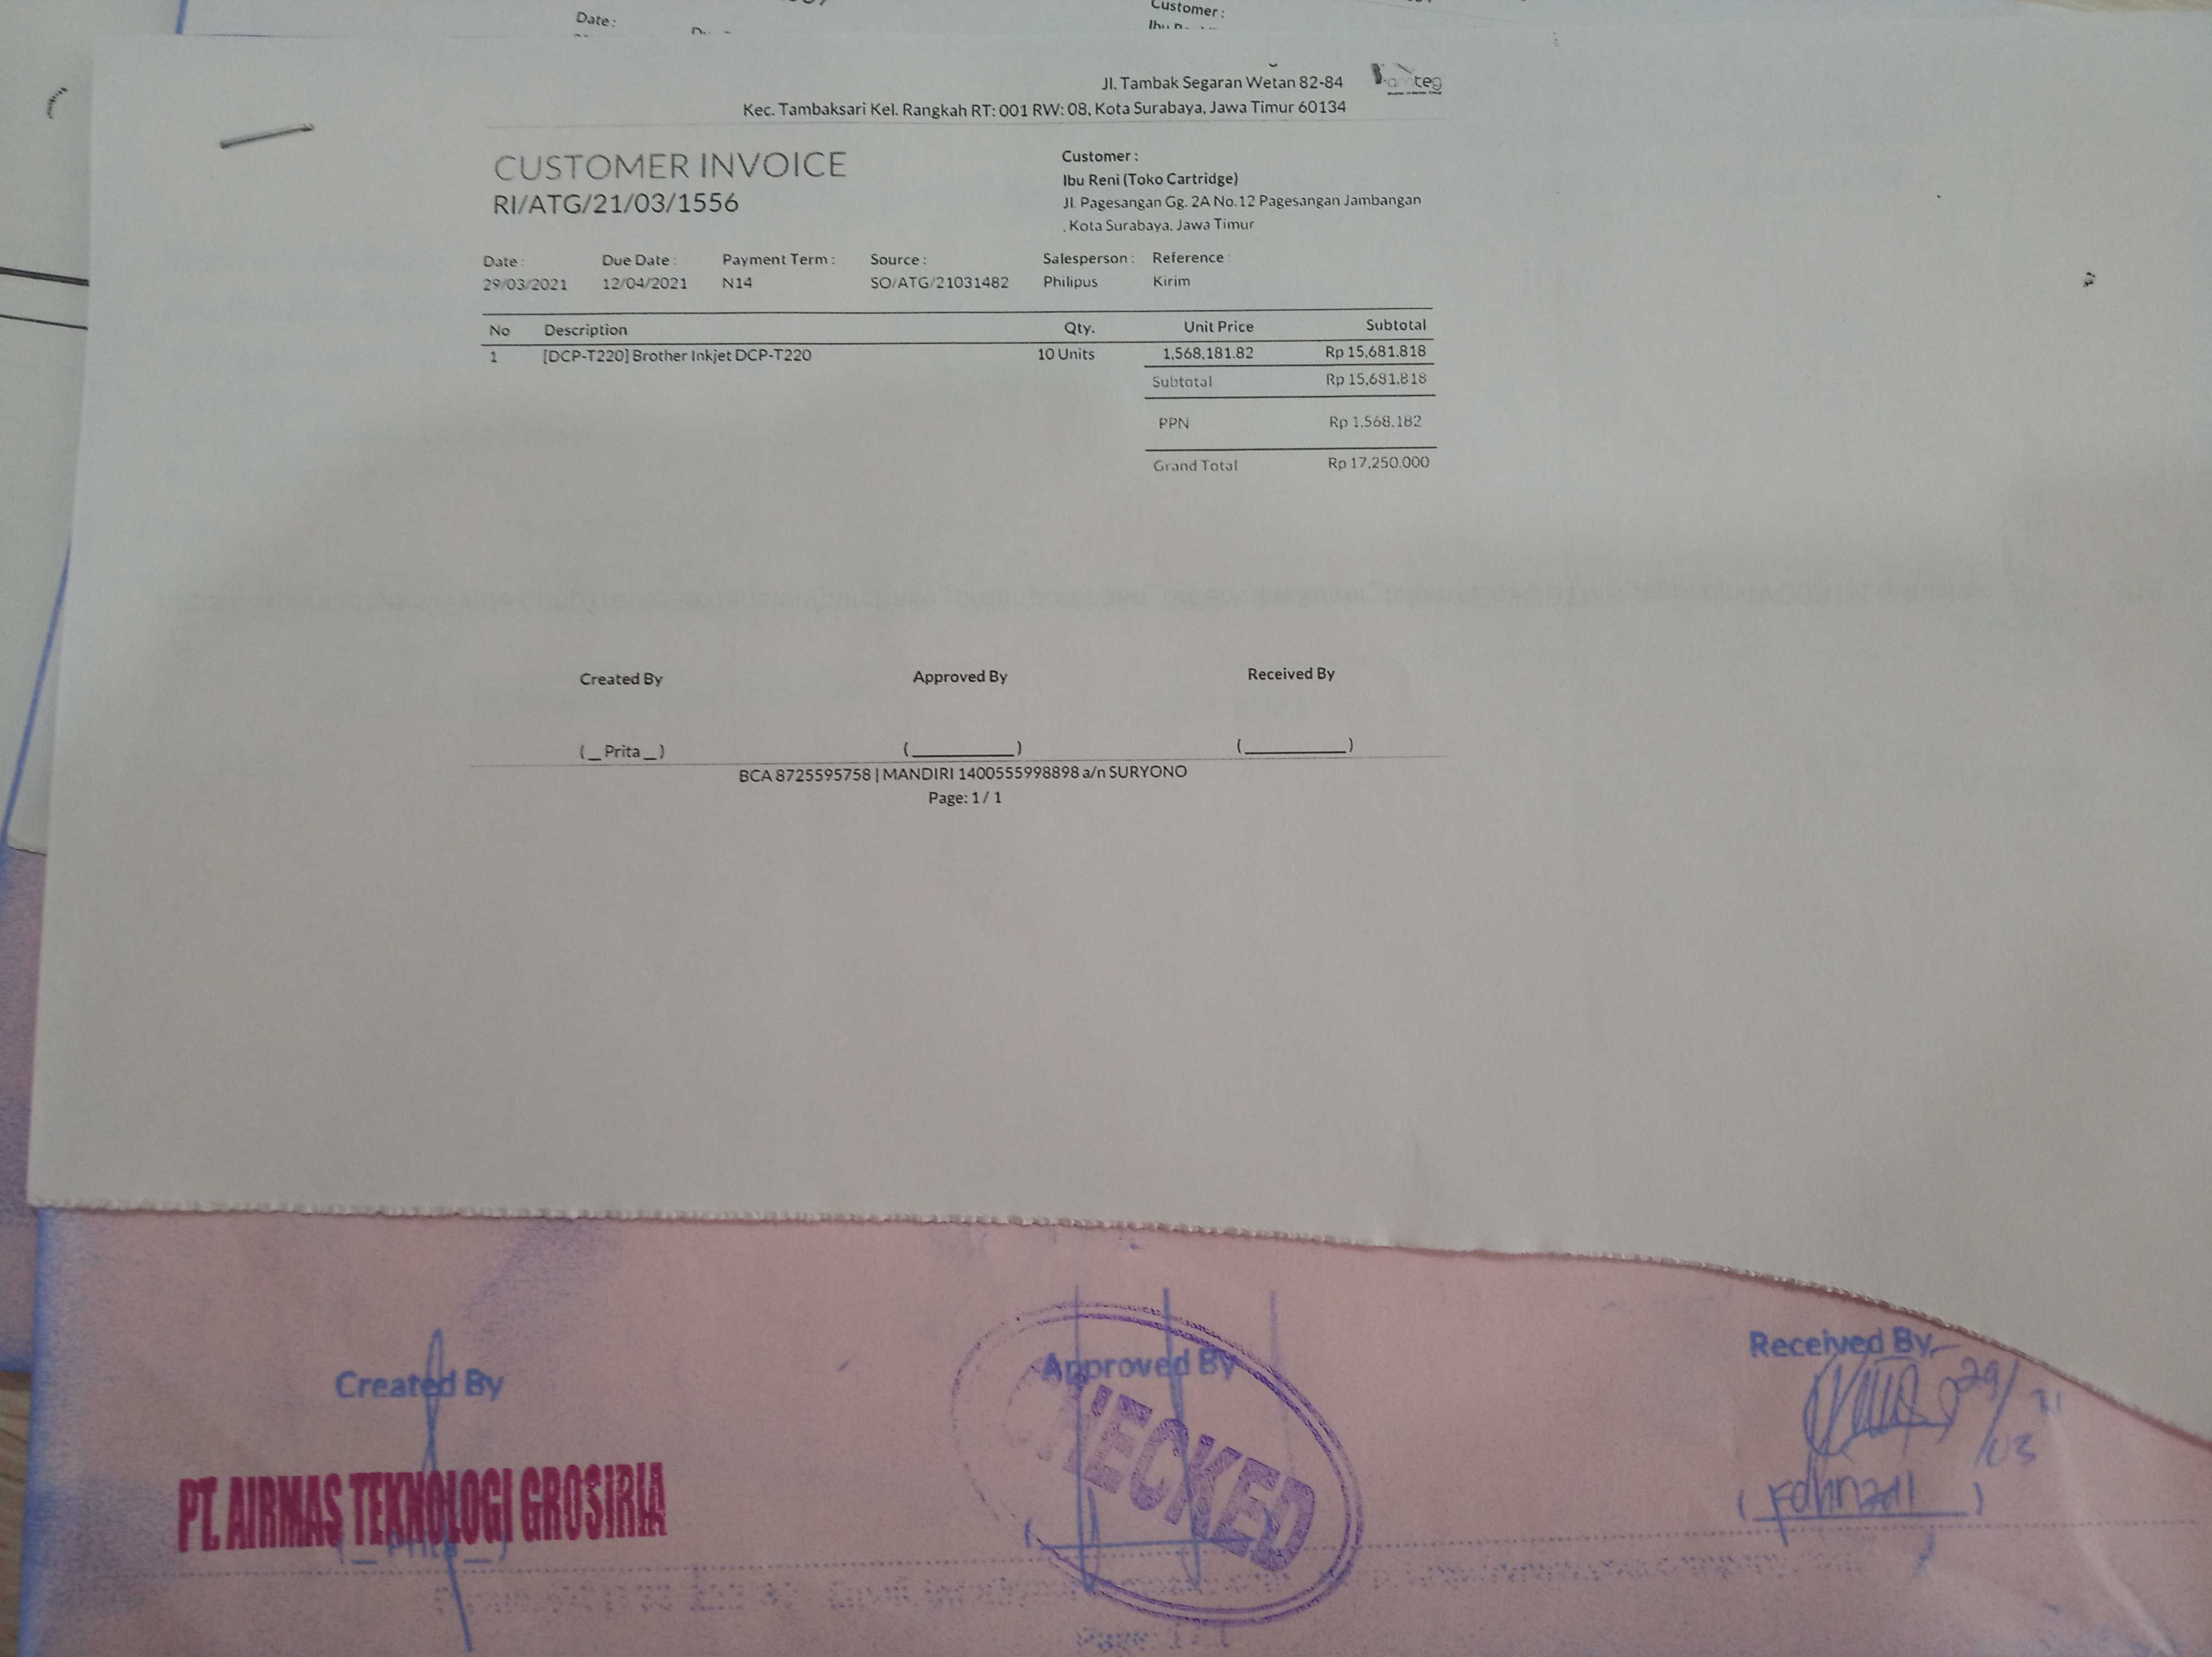 Date :
Customer :
Jl. Tambak Segaran Wetan 82-84
Kec. Tambaksari Kel. Rangkah RT: 001 RW: 08, Kota Surabaya, Jawa Timur 60134
CUSTOMER INVOICE
RI/ATG/21/03/1556
Customer :
Ibu Reni (Toko Cartridge)
Jl. Pagesangan Gg. 2A No.12 Pagesangan Jambangan
, Kota Surabaya, Jawa Timur
Date : Due Date : Payment Term : Source : Salesperson : Reference :
29/03/2021 12/04/2021 N14 SO/ATG/21031482 Philipus Kirim
No Description Qty. Unit Price Subtotal
1 [DCP-T220] Brother Inkjet DCP-T220 10 Units 1,568,181.82 Rp 15,681,818
Subtotal Rp 15,681,818
PPN Rp 1,568,182
Grand Total Rp 17,250,000
Created By Approved By Received By
(_ Prita _) (__________) (__________)
BCA 8725595758 | MANDIRI 1400555998898 a/n SURYONO
Page: 1 / 1
Created By Approved By Received By
CHECKED
29/03 21
PT. AIRMAS TEKNOLOGI GROSIRIA